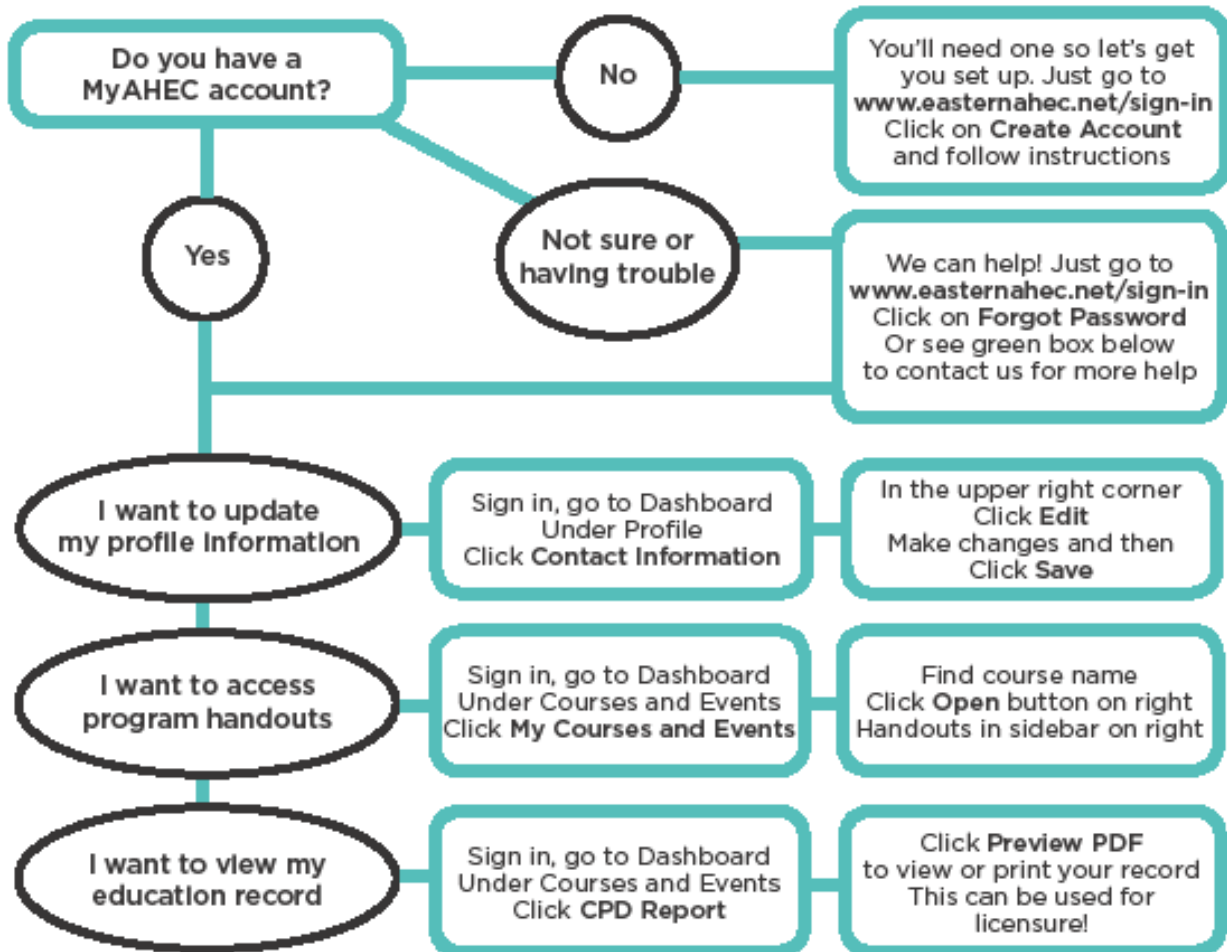 Do you have a
MyAHEC account?
No
You'll need one so let's get
you set up. Just go to
www.easternahec.net/sign-in
Click on Create Account
and follow instructions
Yes
Not sure or
having trouble
We can help! Just go to
www.easternahec.net/sign-in
Click on Forgot Password
Or see green box below
to contact us for more help
I want to update
my profile information
Sign in, go to Dashboard
Under Profile
Click Contact Information
In the upper right corner
Click Edit
Make changes and then
Click Save
I want to access
program handouts
Sign in, go to Dashboard
Under Courses and Events
Click My Courses and Events
Find course name
Click Open button on right
Handouts in sidebar on right
I want to view my
education record
Sign in, go to Dashboard
Under Courses and Events
Click CPD Report
Click Preview PDF
to view or print your record
This can be used for
licensure!